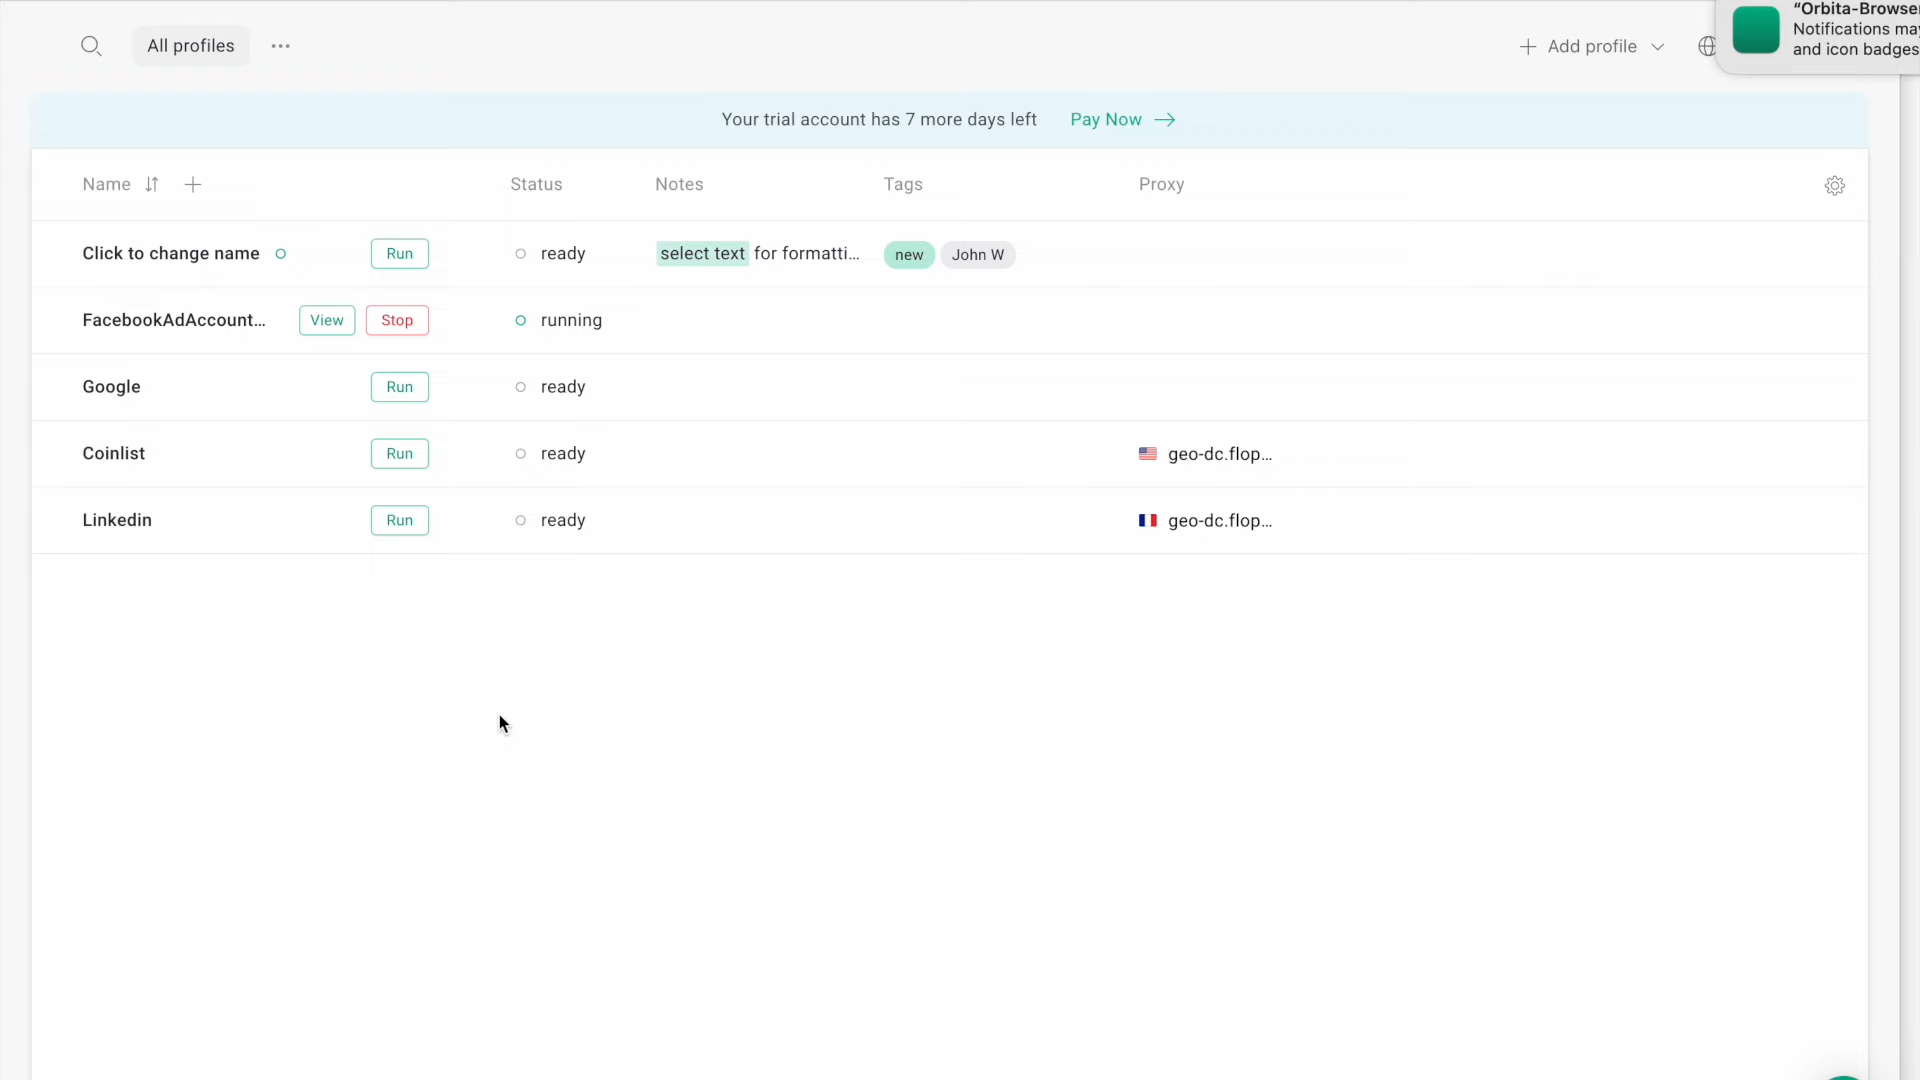 All profiles
Add profile
“Orbita-Browser
Notifications may
and icon badges
Your trial account has 7 more days left Pay Now
Name Status Notes Tags Proxy
Click to change name Run ready select text for formatti... new John W
FacebookAdAccount... View Stop running
Google Run ready
Coinlist Run ready geo-dc.flop...
Linkedin Run ready geo-dc.flop...